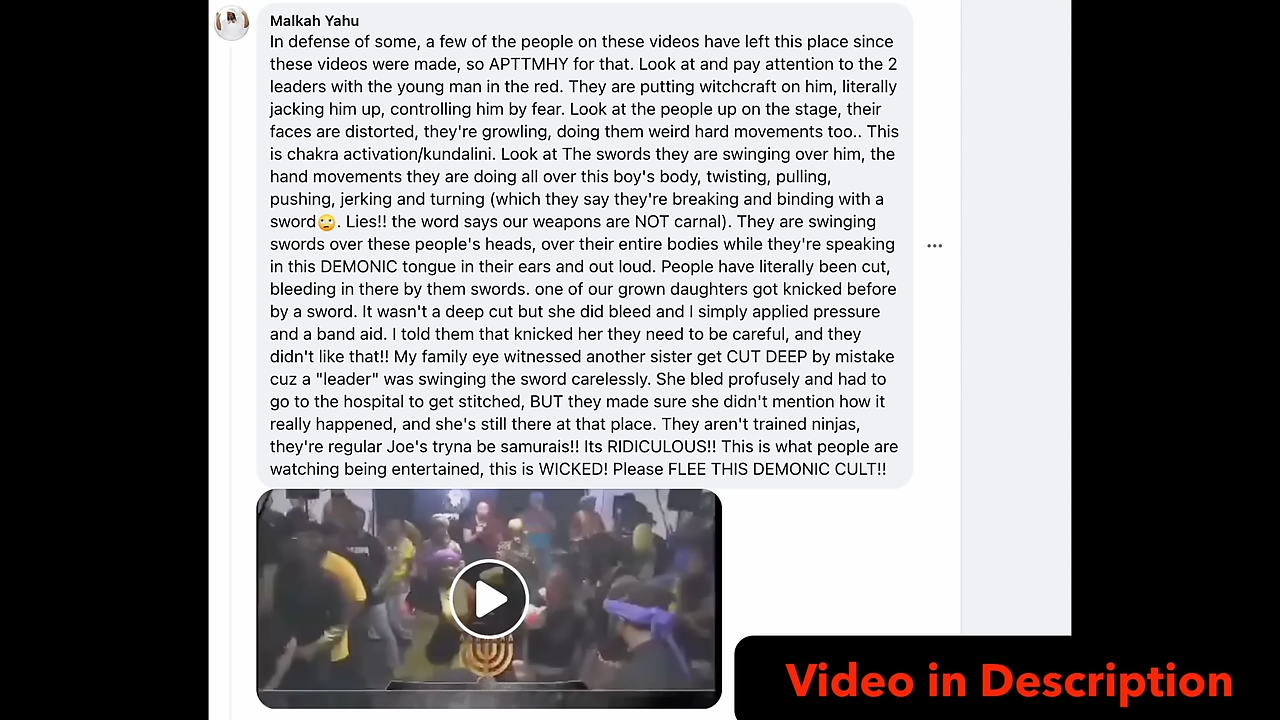 Malkah Yahu
In defense of some, a few of the people on these videos have left this place since
these videos were made, so APTTMHY for that. Look at and pay attention to the 2
leaders with the young man in the red. They are putting witchcraft on him, literally
jacking him up, controlling him by fear. Look at the people up on the stage, their
faces are distorted, they're growling, doing them weird hard movements too.. This
is chakra activation/kundalini. Look at The swords they are swinging over him, the
hand movements they are doing all over this boy's body, twisting, pulling,
pushing, jerking and turning (which they say they're breaking and binding with a
sword🙄. Lies!! the word says our weapons are NOT carnal). They are swinging
swords over these people's heads, over their entire bodies while they're speaking
in this DEMONIC tongue in their ears and out loud. People have literally been cut,
bleeding in there by them swords. one of our grown daughters got knicked before
by a sword. It wasn't a deep cut but she did bleed and I simply applied pressure
and a band aid. I told them that knicked her they need to be careful, and they
didn't like that!! My family eye witnessed another sister get CUT DEEP by mistake
cuz a "leader" was swinging the sword carelessly. She bled profusely and had to
go to the hospital to get stitched, BUT they made sure she didn't mention how it
really happened, and she's still there at that place. They aren't trained ninjas,
they're regular Joe's tryna be samurais!! Its RIDICULOUS!! This is what people are
watching being entertained, this is WICKED! Please FLEE THIS DEMONIC CULT!!
Video in Description